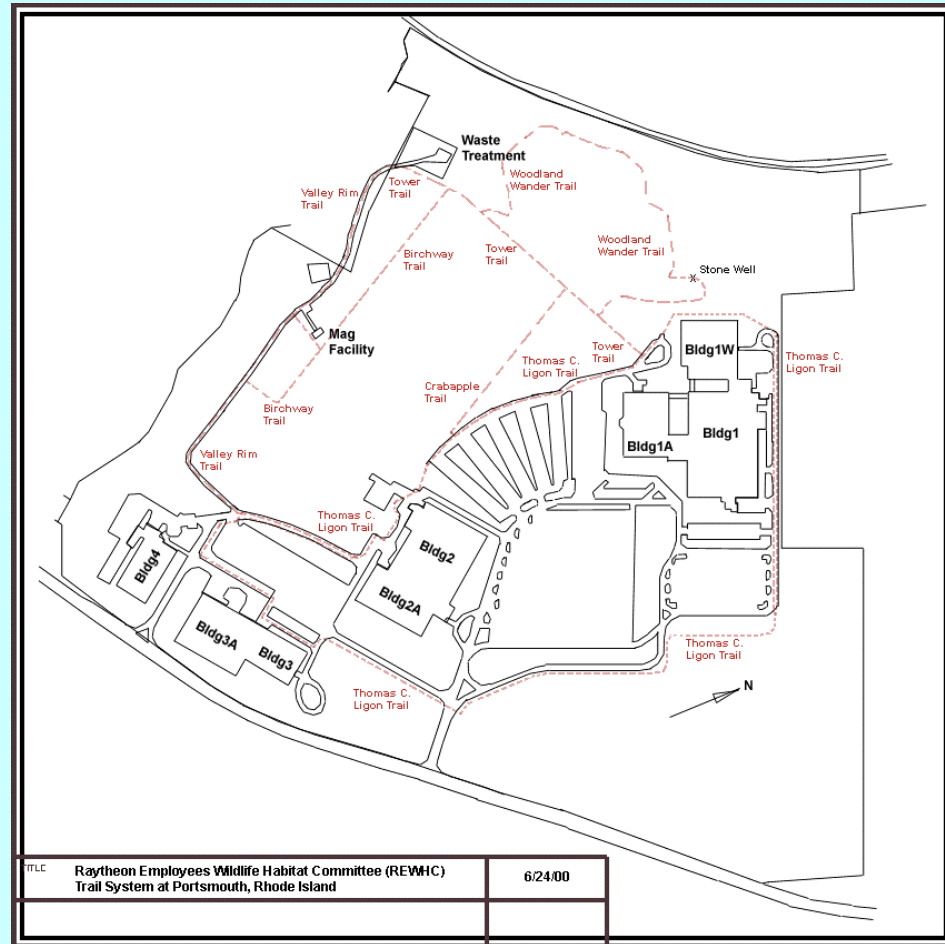 Waste
Treatment
Woodland
Wander Trail
Tower
Trail
Valley Rim
Trail
Woodland
Wander Trail
Birchway
Trail
Tower
Trail
Stone Well
Mag
Facility
Tower
Trail
Bldg1W
Thomas C.
Ligon Trail
Thomas C.
Ligon Trail
Crabapple
Trail
Birchway
Trail
Bldg1
Bldg1A
Valley Rim
Trail
Thomas C.
Ligon Trail
Bldg2
Bldg4
Bldg2A
Bldg3A
Bldg3
Thomas C.
Ligon Trail
Thomas C.
Ligon Trail
N
TITLE
Raytheon Employees Wildlife Habitat Committee (REWHC)
Trail System at Portsmouth, Rhode Island
6/24/00